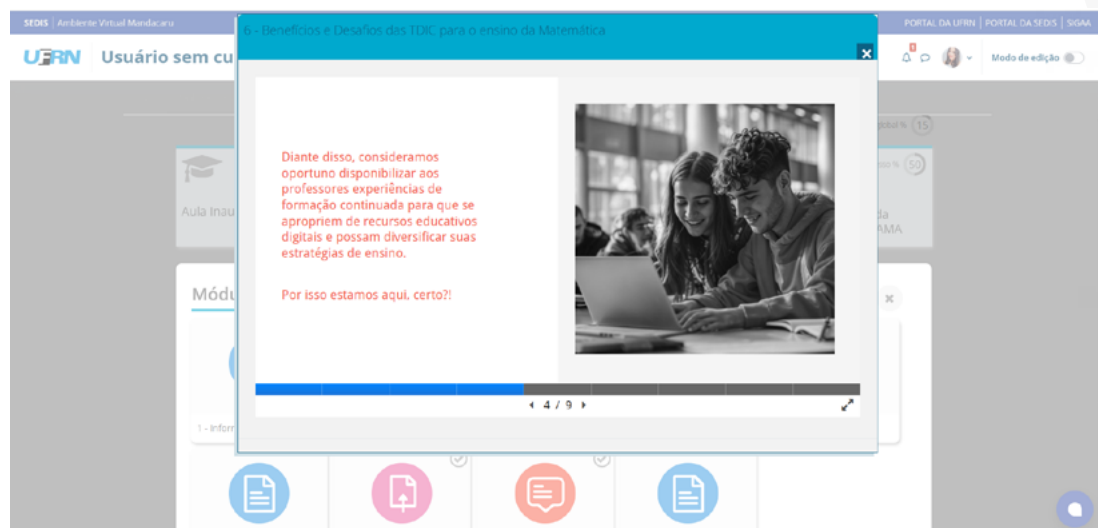 SEDIS | Ambiente Virtual Mandacaru
PORTAL DA UFRN | PORTAL DA SEDIS | SIGAA
UFRN
Usuário sem cu
Modo de edição
6 - Benefícios e Desafios das TDIC para o ensino da Matemática
global % 15
50
Aula Inau
da
AMA
Diante disso, consideramos
oportuno disponibilizar aos
professores experiências de
formação continuada para que se
apropriem de recursos educativos
digitais e possam diversificar suas
estratégias de ensino.
Por isso estamos aqui, certo?!
Módu
4 / 9
1 - Inform